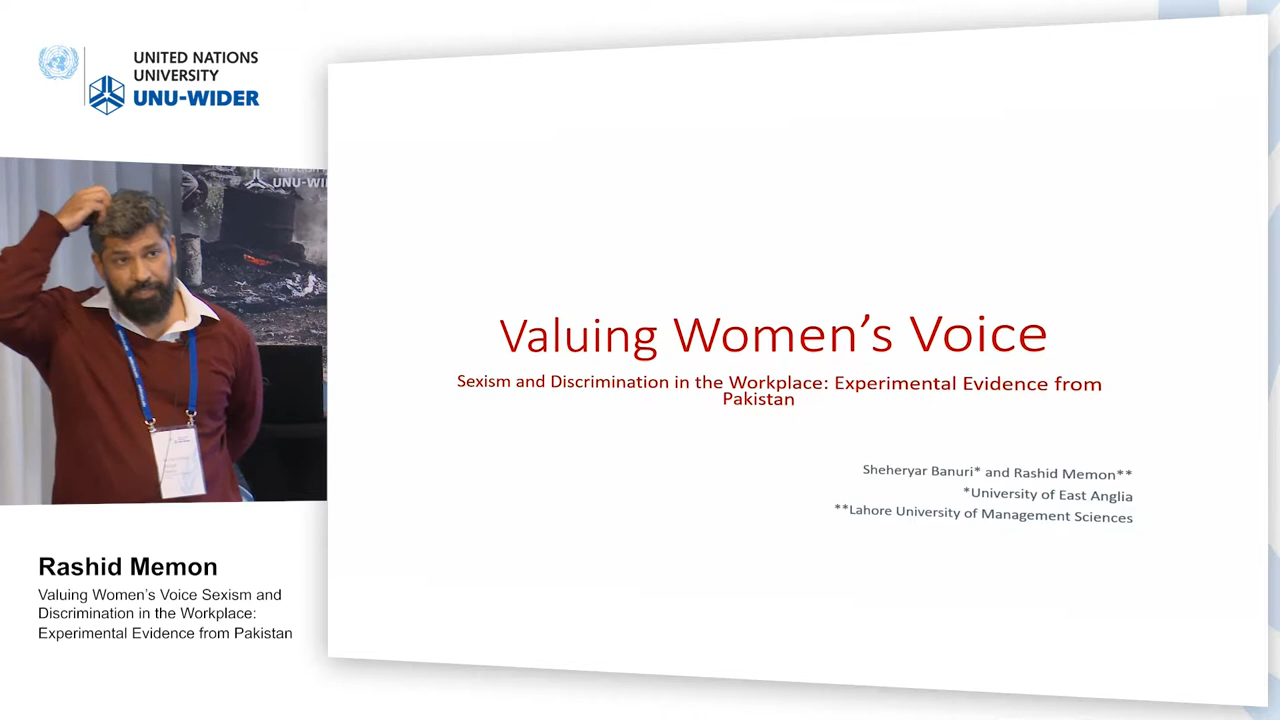 UNITED NATIONS
UNIVERSITY
UNU-WIDER
UNU-WI
Valuing Women's Voice
Sexism and Discrimination in the Workplace: Experimental Evidence from
Pakistan
Sheheryar Banuri* and Rashid Memon**
*University of East Anglia
**Lahore University of Management Sciences
Rashid Memon
Valuing Women's Voice Sexism and
Discrimination in the Workplace:
Experimental Evidence from Pakistan